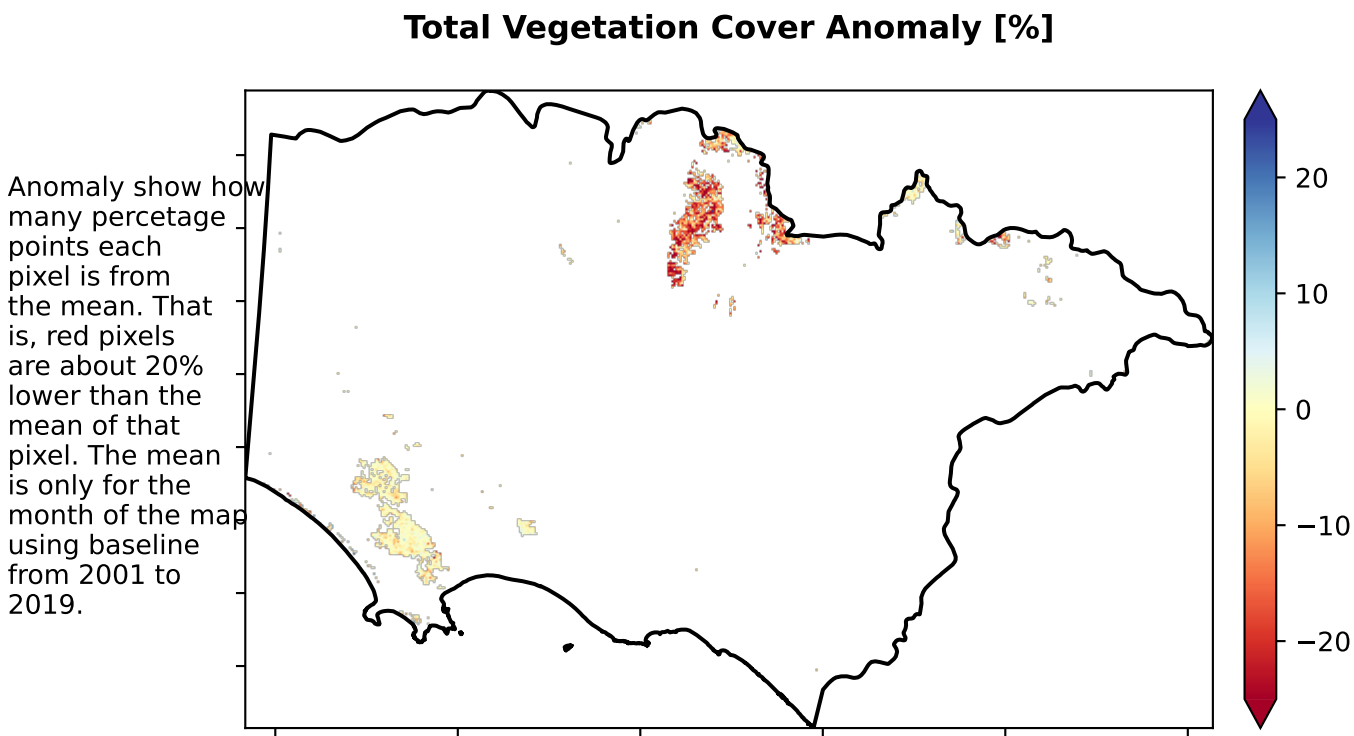 Total Vegetation Cover Anomaly [%]
Anomaly show how
many percetage
points each
pixel is from
the mean. That
is, red pixels
are about 20%
lower than the
mean of that
pixel. The mean
is only for the
month of the map
using baseline
from 2001 to
2019.
20
10
0
−10
−20